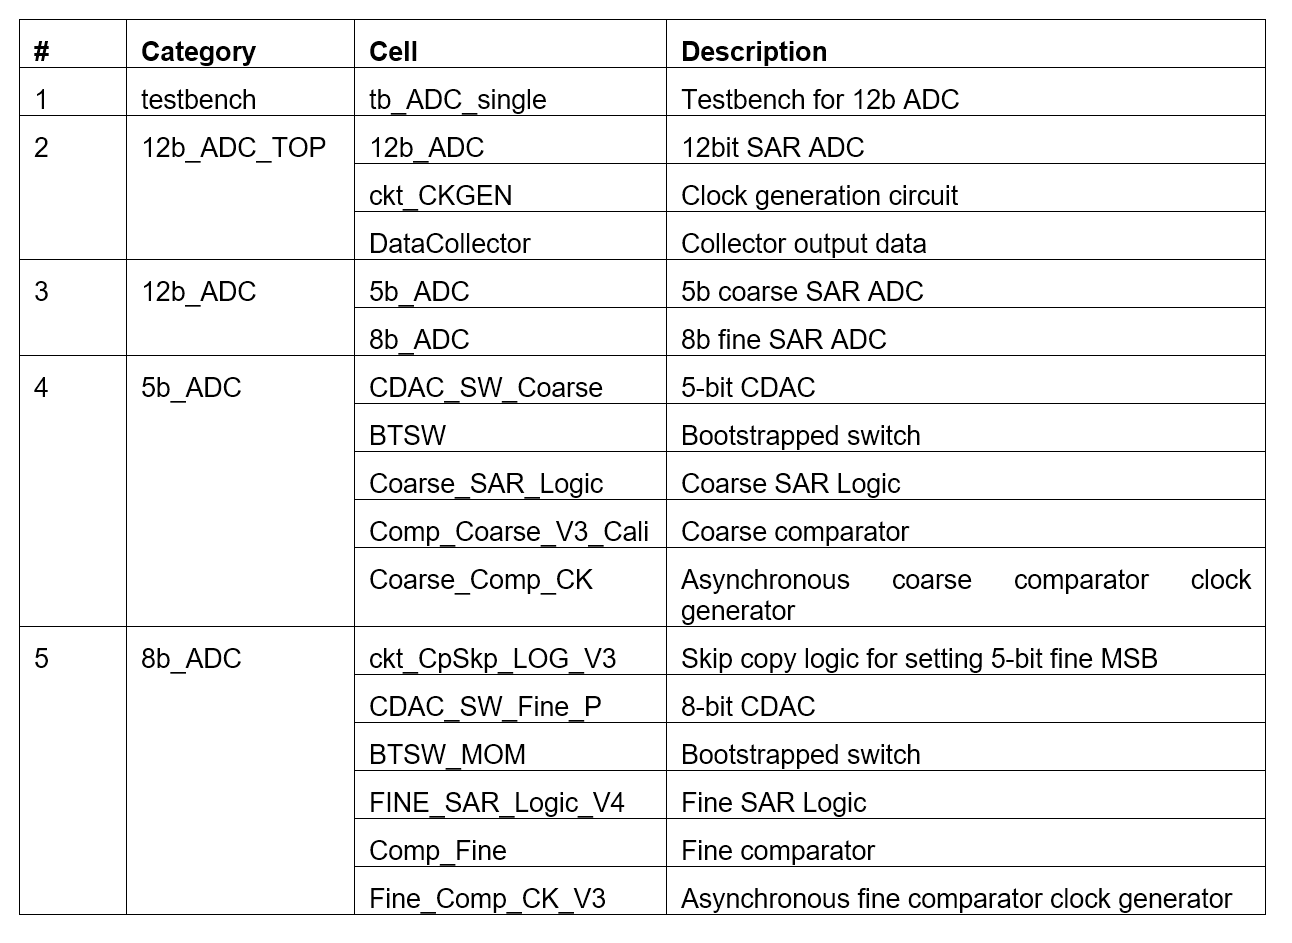 # Category Cell Description
1 testbench tb_ADC_single Testbench for 12b ADC
2 12b_ADC_TOP 12b_ADC 12bit SAR ADC
ckt_CKGEN Clock generation circuit
DataCollector Collector output data
3 12b_ADC 5b_ADC 5b coarse SAR ADC
8b_ADC 8b fine SAR ADC
4 5b_ADC CDAC_SW_Coarse 5-bit CDAC
BTSW Bootstrapped switch
Coarse_SAR_Logic Coarse SAR Logic
Comp_Coarse_V3_Cali Coarse comparator
Coarse_Comp_CK Asynchronous coarse comparator clock
generator
5 8b_ADC ckt_CpSkp_LOG_V3 Skip copy logic for setting 5-bit fine MSB
CDAC_SW_Fine_P 8-bit CDAC
BTSW_MOM Bootstrapped switch
FINE_SAR_Logic_V4 Fine SAR Logic
Comp_Fine Fine comparator
Fine_Comp_CK_V3 Asynchronous fine comparator clock generator